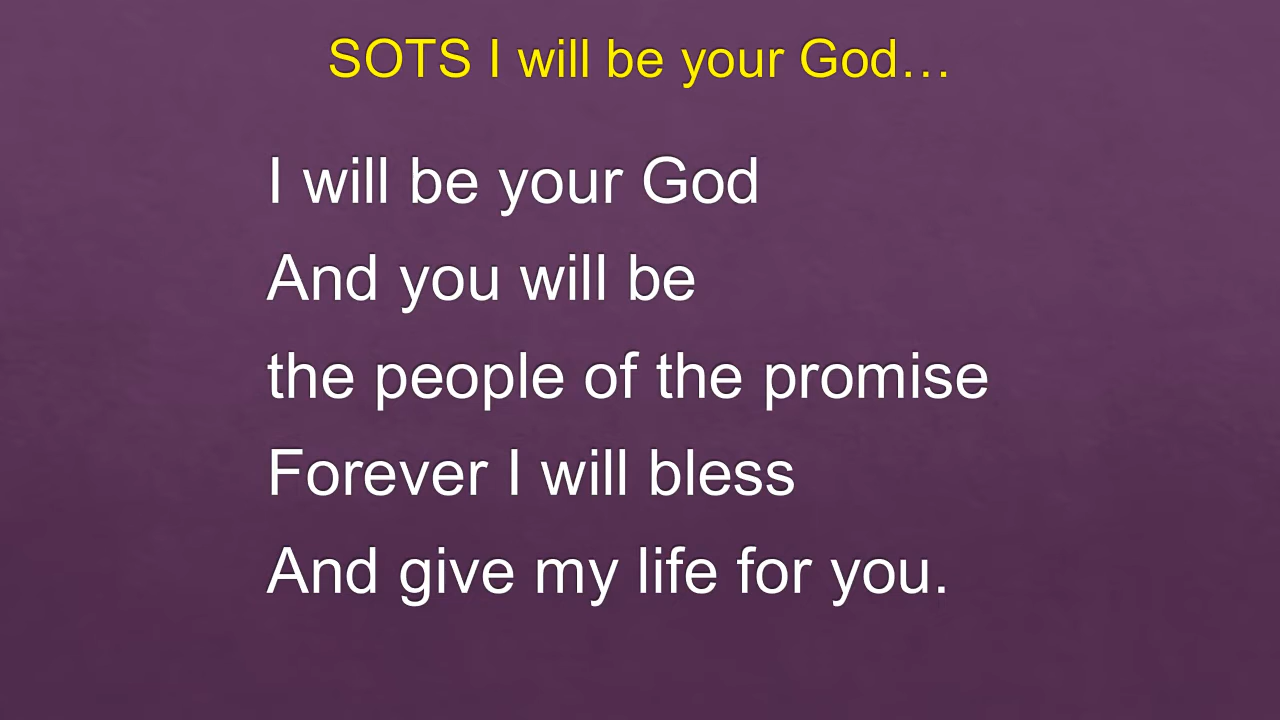 SOTS I will be your God…
I will be your God
And you will be
the people of the promise
Forever I will bless
And give my life for you.